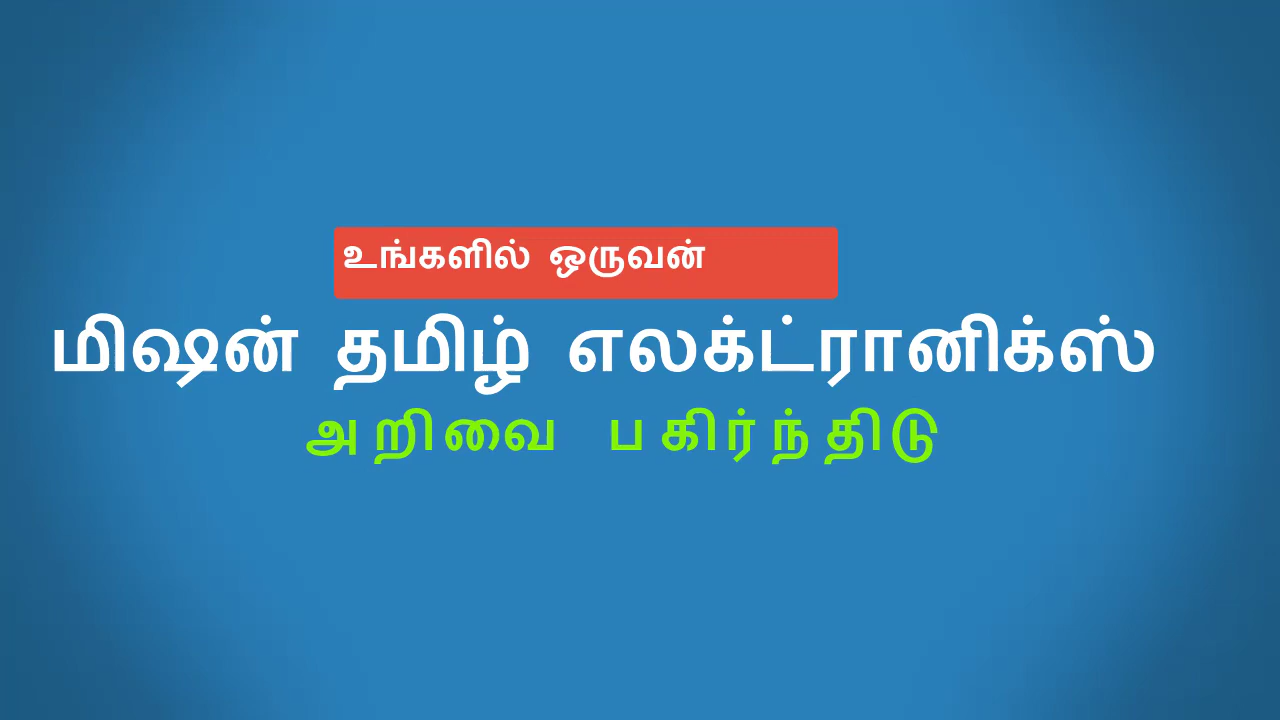 உங்களில் ஒருவன்
மிஷன் தமிழ் எலக்ட்ரானிக்ஸ்
அறிவை பகிர்ந்திடு